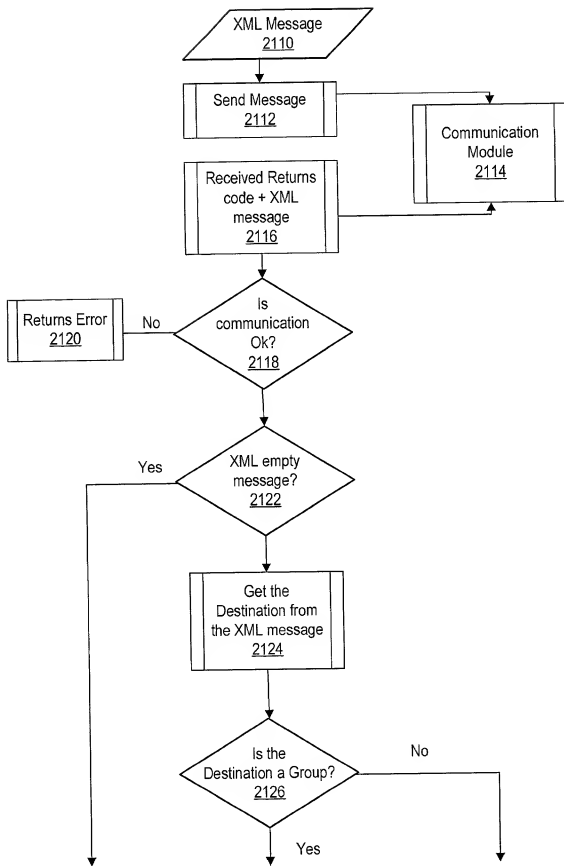 XML Message
2110
Send Message
2112
Communication
Module
2114
Received Returns
code + XML
message
2116
Is
communication
Ok?
2118
No
Returns Error
2120
XML empty
message?
2122
Yes
Get the
Destination from
the XML message
2124
Is the
Destination a Group?
2126
No
Yes